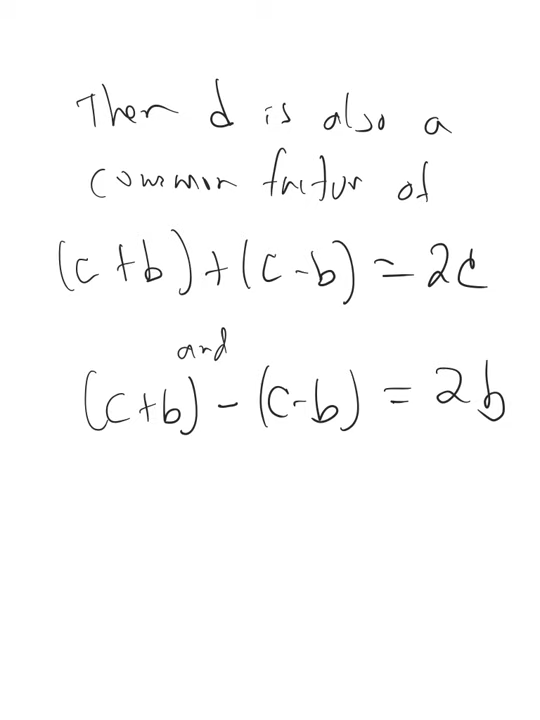 Then d is also a
common factor of
(c+b)+(c-b)=2c
and
(c+b)-(c-b)=2b